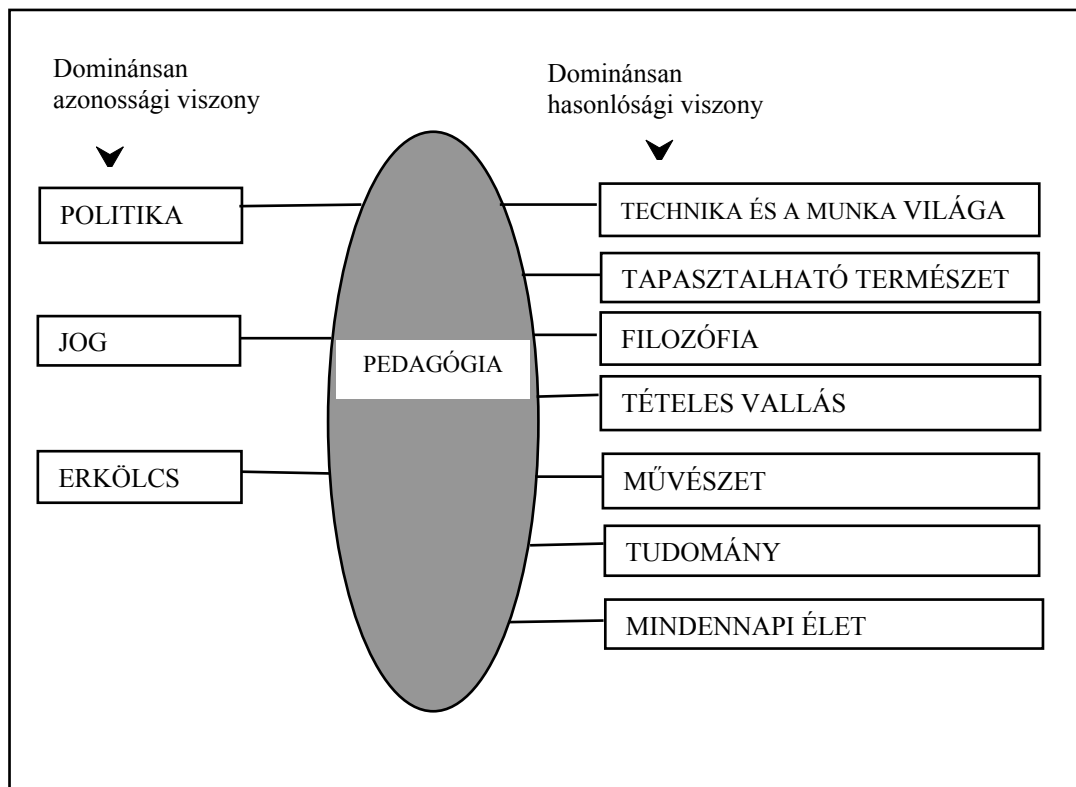 Dominánsan
azonossági viszony
Dominánsan
hasonlósági viszony
POLITIKA
JOG
ERKÖLCS
PEDAGÓGIA
TECHNIKA ÉS A MUNKA VILÁGA
TAPASZTALHATÓ TERMÉSZET
FILOZÓFIA
TÉTELES VALLÁS
MŰVÉSZET
TUDOMÁNY
MINDENNAPI ÉLET